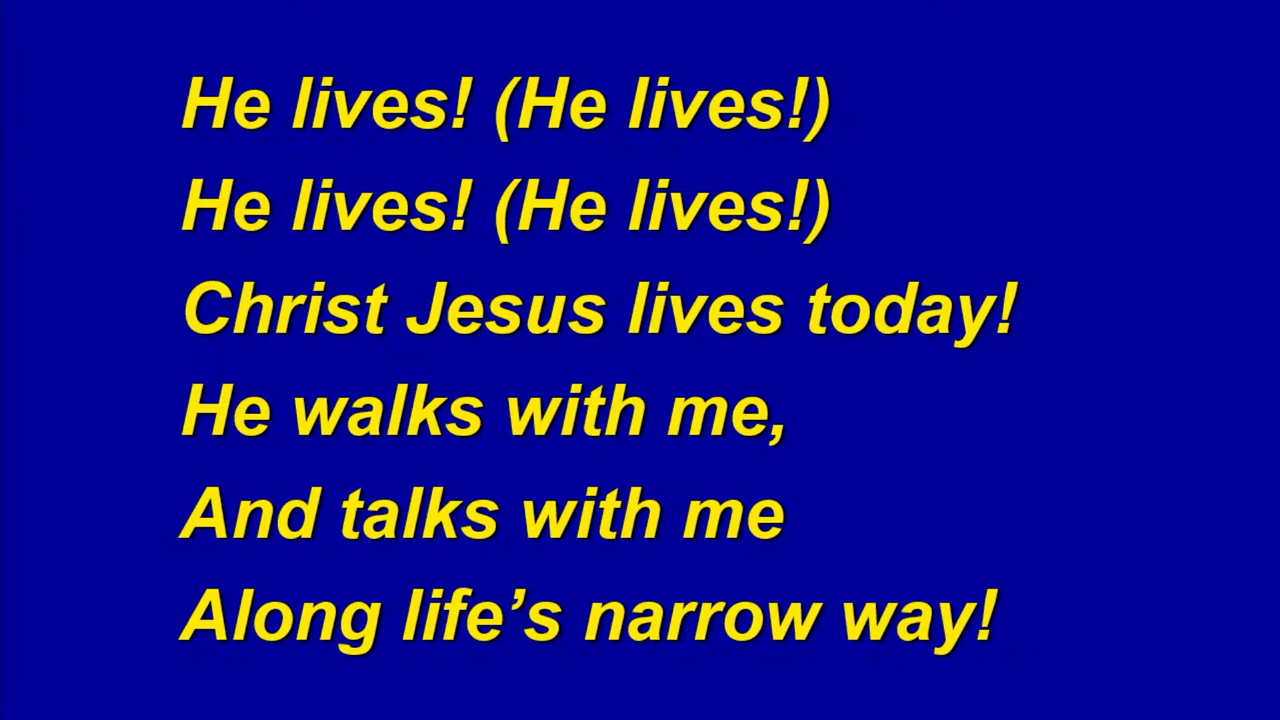 He lives! (He lives!)
He lives! (He lives!)
Christ Jesus lives today!
He walks with me,
And talks with me
Along life’s narrow way!